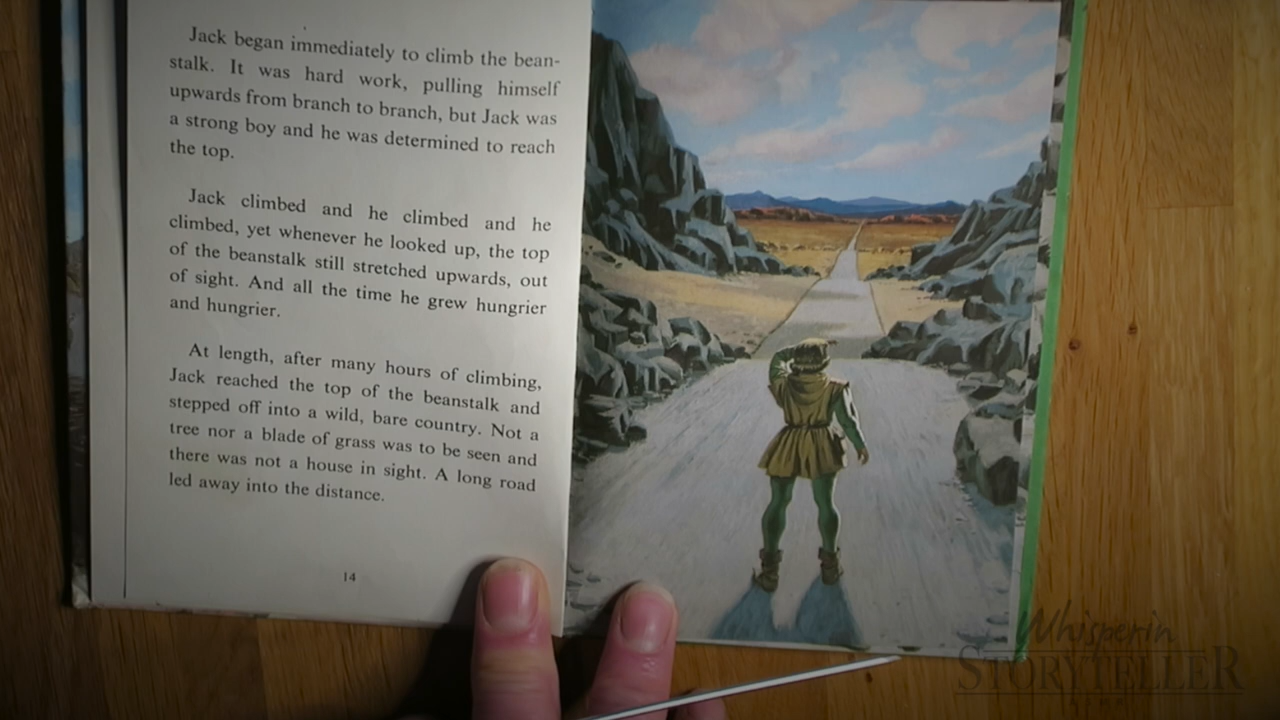 Jack began immediately to climb the bean-
stalk. It was hard work, pulling himself
upwards from branch to branch, but Jack was
a strong boy and he was determined to reach
the top.
Jack climbed and he climbed and he
climbed, yet whenever he looked up, the top
of the beanstalk still stretched upwards, out
of sight. And all the time he grew hungrier
and hungrier.
At length, after many hours of climbing,
Jack reached the top of the beanstalk and
stepped off into a wild, bare country. Not a
tree nor a blade of grass was to be seen and
there was not a house in sight. A long road
led away into the distance.
14
Whisperin
STORYTELLER